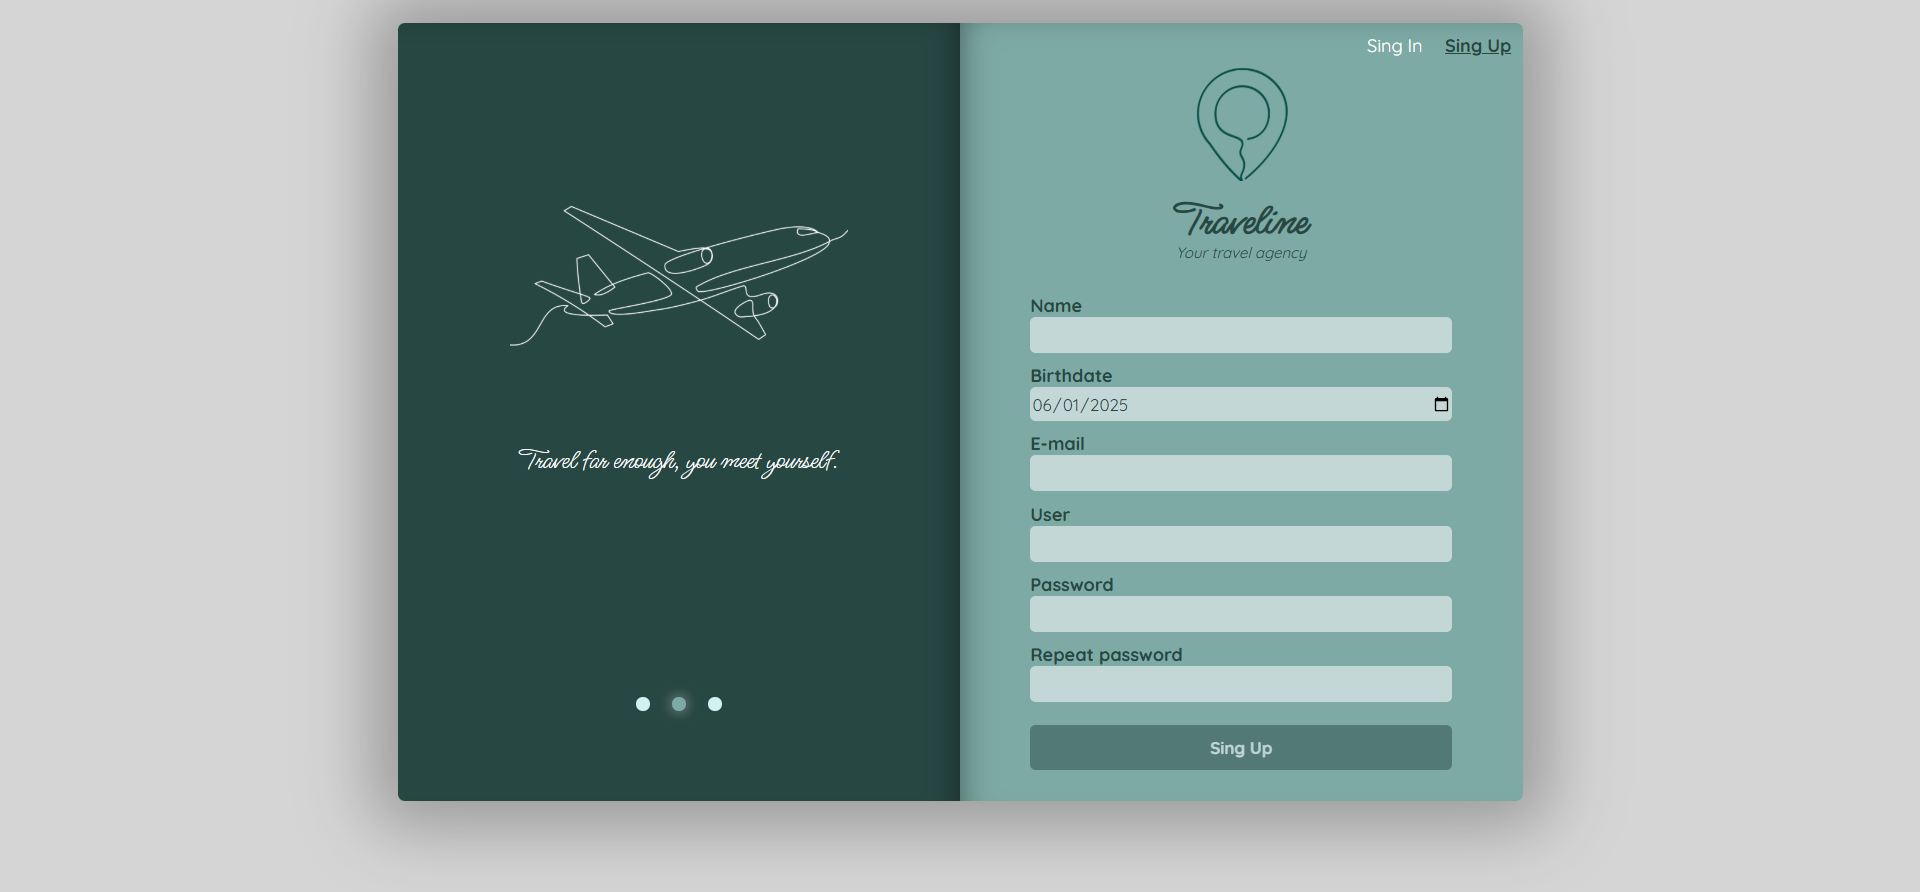 Travel far enough, you meet yourself.
Sing In Sing Up
Traveline
Your travel agency
Name
Birthdate
06/01/2025
E-mail
User
Password
Repeat password
Sing Up